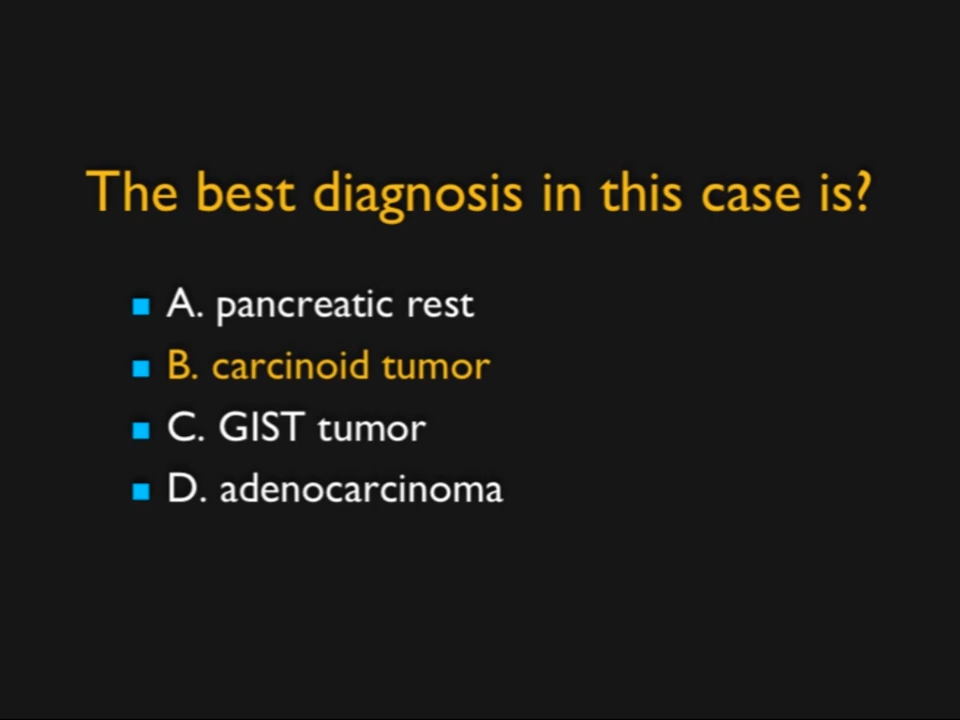 The best diagnosis in this case is?
A. pancreatic rest
B. carcinoid tumor
C. GIST tumor
D. adenocarcinoma